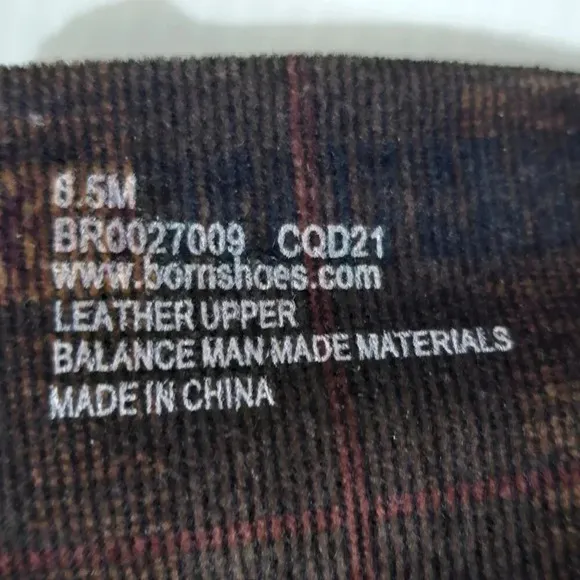 6.5M
BR0027009 CQD21
www.bornshoes.com
LEATHER UPPER
BALANCE MAN-MADE MATERIALS
MADE IN CHINA